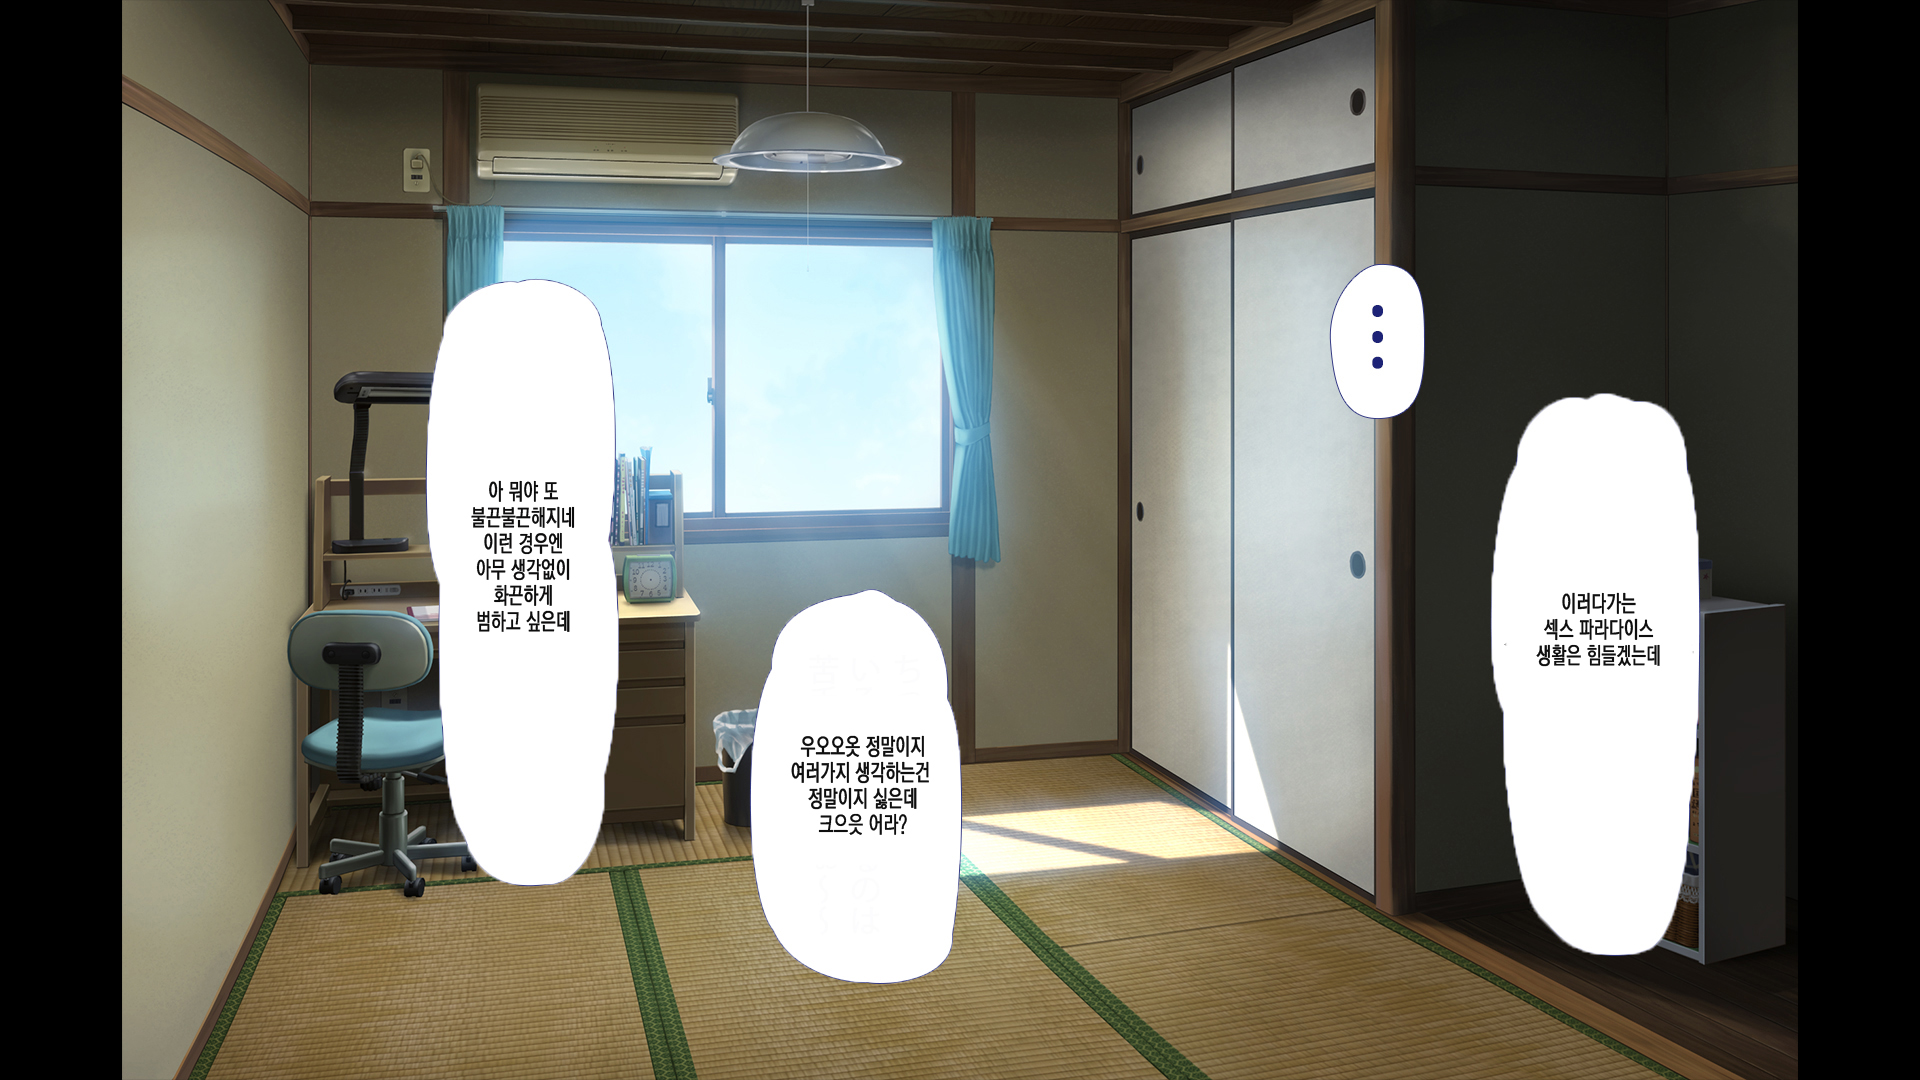 이러다가는
섹스 파라다이스
생활은 힘들겠는데
우오오옷 정말이지
여러가지 생각하는건
정말이지 싫은데
크으읏 어라?
아 뭐야 또
불끈불끈해지네
이런 경우엔
아무 생각없이
화끈하게
범하고 싶은데